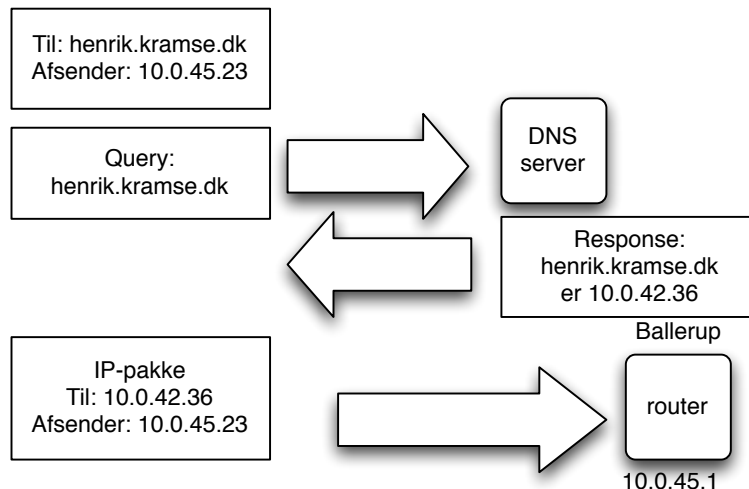 Til: henrik.kramse.dk
Afsender: 10.0.45.23
Query:
henrik.kramse.dk
DNS
server
Response:
henrik.kramse.dk
er 10.0.42.36
Ballerup
IP-pakke
Til: 10.0.42.36
Afsender: 10.0.45.23
router
10.0.45.1